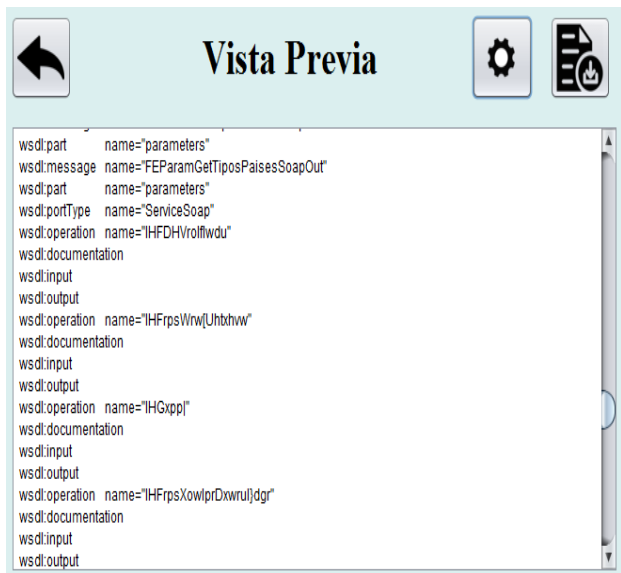 Vista Previa
wsdl:part name="parameters"
wsdl:message name="FEParamGetTiposPaisesSoapOut"
wsdl:part name="parameters"
wsdl:portType name="ServiceSoap"
wsdl:operation name="IHFDHVrolflwdu"
wsdl:documentation
wsdl:input
wsdl:output
wsdl:operation name="IHFrpsWrw[Uhtxhvw"
wsdl:documentation
wsdl:input
wsdl:output
wsdl:operation name="IHGxpp|"
wsdl:documentation
wsdl:input
wsdl:output
wsdl:operation name="IHFrpsXowlprDxwrul}dgr"
wsdl:documentation
wsdl:input
wsdl:output